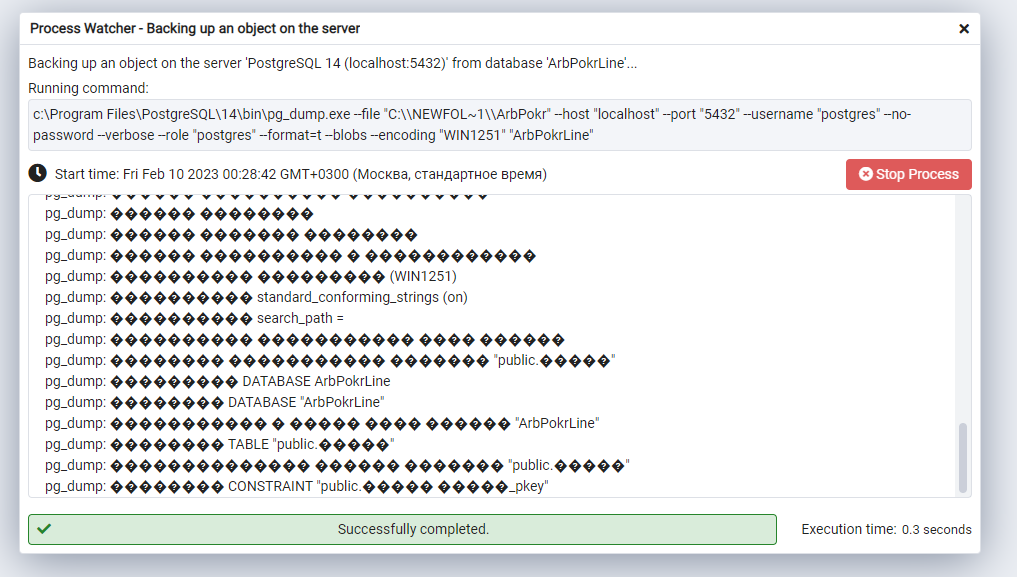 Process Watcher - Backing up an object on the server
Backing up an object on the server 'PostgreSQL 14 (localhost:5432)' from database 'ArbPokrLine'...
Running command:
c:\Program Files\PostgreSQL\14\bin\pg_dump.exe --file "C:\\NEWFOL~1\\ArbPokr" --host "localhost" --port "5432" --username "postgres" --no-
password --verbose --role "postgres" --format=t --blobs --encoding "WIN1251" "ArbPokrLine"
Start time: Fri Feb 10 2023 00:28:42 GMT+0300 (Москва, стандартное время)
Stop Process
pg_dump: ������ ���������� ����������
pg_dump: ������ ��������
pg_dump: ������ ������� ��������
pg_dump: ������ ���������� � ������������
pg_dump: ���������� ��������� (WIN1251)
pg_dump: ���������� standard_conforming_strings (on)
pg_dump: ���������� search_path =
pg_dump: ���������� ����������� ���� ������
pg_dump: �������� ����������� ������� "public.�����"
pg_dump: ��������� DATABASE ArbPokrLine
pg_dump: �������� DATABASE "ArbPokrLine"
pg_dump: ����������� � ����� ���� ������ "ArbPokrLine"
pg_dump: �������� TABLE "public.�����"
pg_dump: �������������� ������ ������� "public.�����"
pg_dump: �������� CONSTRAINT "public.����� �����_pkey"
Successfully completed.
Execution time: 0.3 seconds